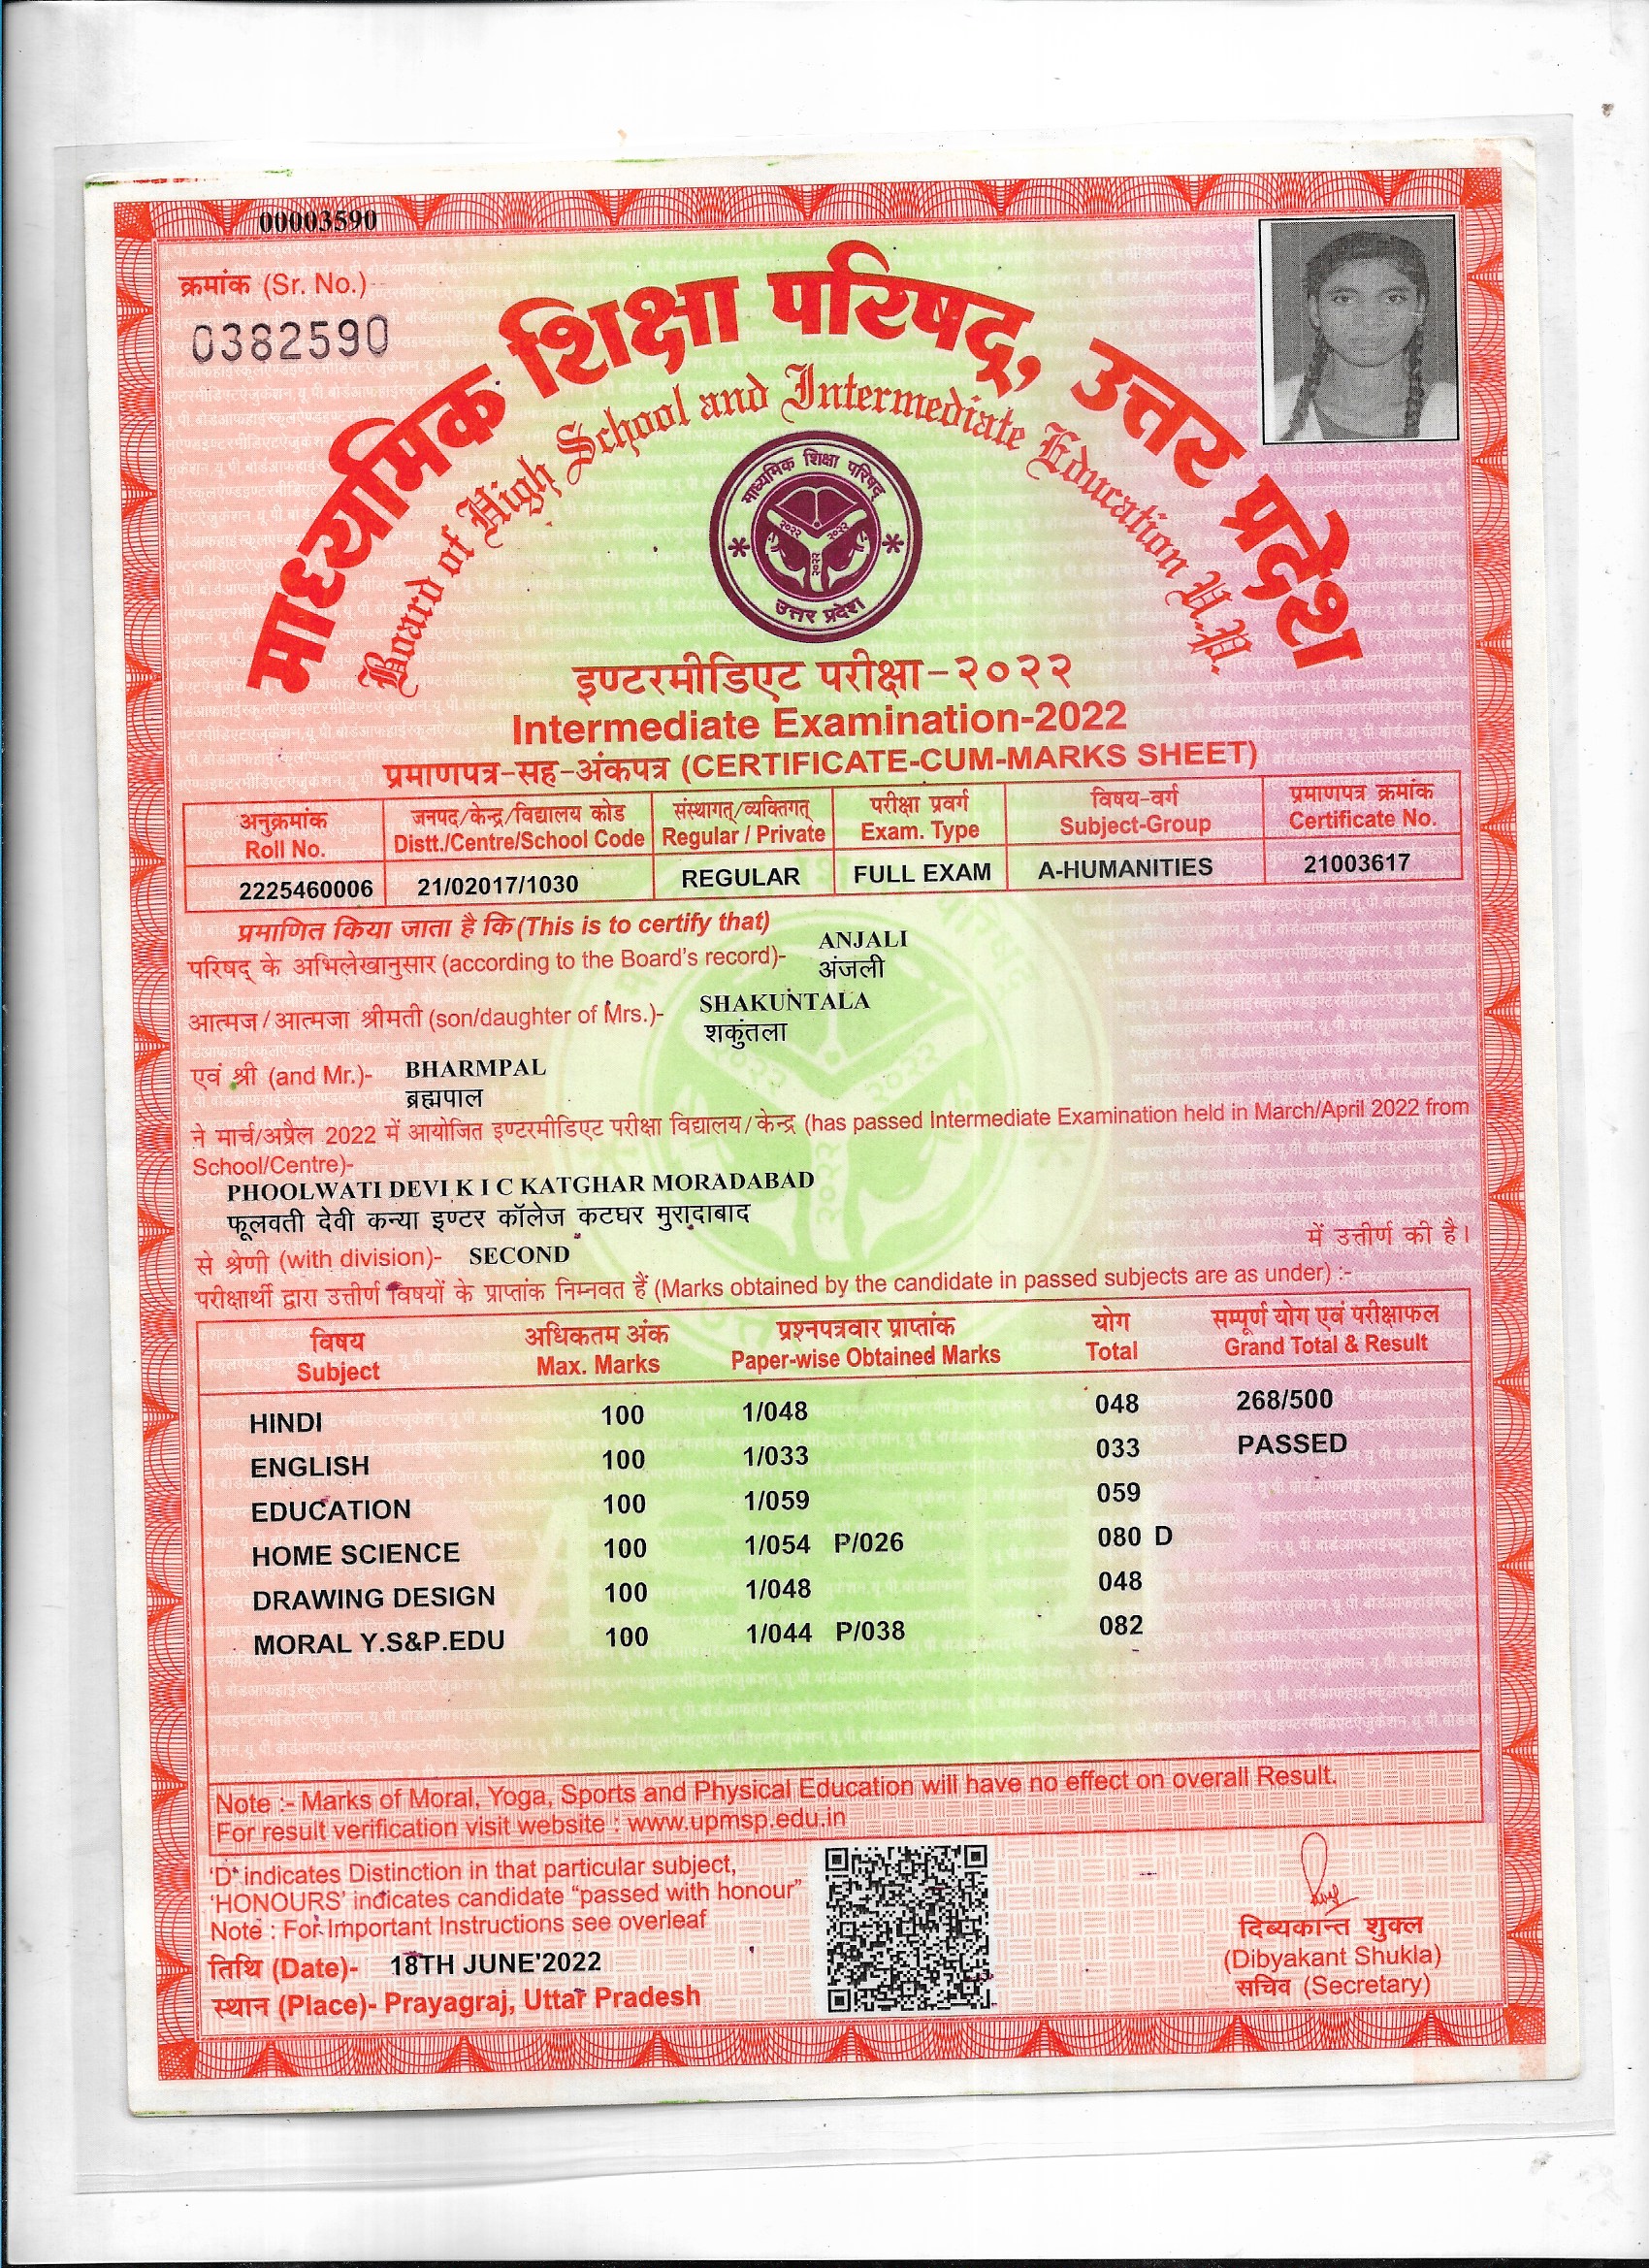 00003590
क्रमांक (Sr. No.)
0382590
माध्यमिक शिक्षा परिषद्, उत्तर प्रदेश
Board of High School and Intermediate Education U.P.
माध्यमिक शिक्षा परिषद्
२०२२ २०२२
२०२२
उत्तर प्रदेश
इण्टरमीडिएट परीक्षा-२०२२
Intermediate Examination-2022
प्रमाणपत्र-सह-अंकपत्र (CERTIFICATE-CUM-MARKS SHEET)
अनुक्रमांक जनपद/केन्द्र/विद्यालय कोड संस्थागत्/व्यक्तिगत् परीक्षा प्रवर्ग विषय-वर्ग प्रमाणपत्र क्रमांक
Roll No. Distt./Centre/School Code Regular / Private Exam. Type Subject-Group Certificate No.
2225460006 21/02017/1030 REGULAR FULL EXAM A-HUMANITIES 21003617
प्रमाणित किया जाता है कि (This is to certify that)
ANJALI
परिषद् के अभिलेखानुसार (according to the Board's record)- अंजली
SHAKUNTALA
आत्मज/आत्मजा श्रीमती (son/daughter of Mrs.)- शकुंतला
एवं श्री (and Mr.)- BHARMPAL
ब्रह्मपाल
ने मार्च/अप्रैल 2022 में आयोजित इण्टरमीडिएट परीक्षा विद्यालय/केन्द्र (has passed Intermediate Examination held in March/April 2022 from
School/Centre)-
PHOOLWATI DEVI K I C KATGHAR MORADABAD
फूलवती देवी कन्या इण्टर कॉलेज कटघर मुरादाबाद
में उत्तीर्ण की है।
से श्रेणी (with division)- SECOND
परीक्षार्थी द्वारा उत्तीर्ण विषयों के प्राप्तांक निम्नवत हैं (Marks obtained by the candidate in passed subjects are as under) :-
विषय अधिकतम अंक प्रश्नपत्रवार प्राप्तांक योग सम्पूर्ण योग एवं परीक्षाफल
Subject Max. Marks Paper-wise Obtained Marks Total Grand Total & Result
HINDI 100 1/048 048 268/500
ENGLISH 100 1/033 033 PASSED
EDUCATION 100 1/059 059
HOME SCIENCE 100 1/054 P/026 080 D
DRAWING DESIGN 100 1/048 048
MORAL Y.S&P.EDU 100 1/044 P/038 082
Note :- Marks of Moral, Yoga, Sports and Physical Education will have no effect on overall Result.
For result verification visit website : www.upmsp.edu.in
'D' indicates Distinction in that particular subject,
'HONOURS' indicates candidate "passed with honour"
Note : For Important Instructions see overleaf
तिथि (Date)- 18TH JUNE'2022
स्थान (Place)- Prayagraj, Uttar Pradesh
दिब्यकान्त शुक्ल
(Dibyakant Shukla)
सचिव (Secretary)